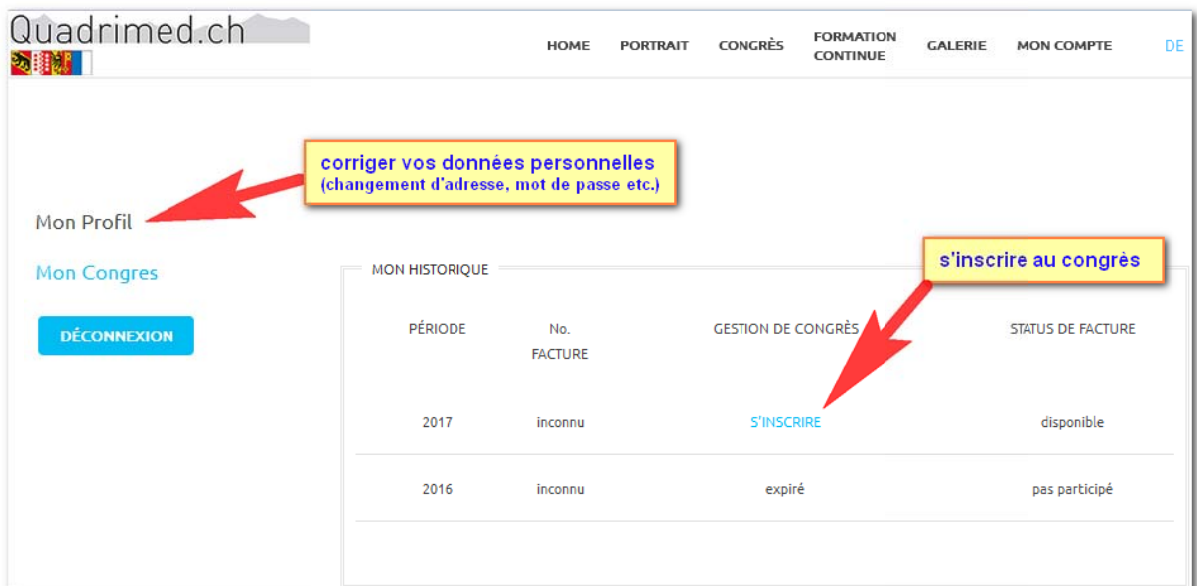 Quadrimed.ch
HOME PORTRAIT CONGRÈS FORMATION CONTINUE GALERIE MON COMPTE DE
corriger vos données personnelles
(changement d'adresse, mot de passe etc.)
Mon Profil
s'inscrire au congrès
Mon Congres
MON HISTORIQUE
DÉCONNEXION
PÉRIODE No. FACTURE GESTION DE CONGRÈS STATUS DE FACTURE
2017 inconnu S'INSCRIRE disponible
2016 inconnu expiré pas participé